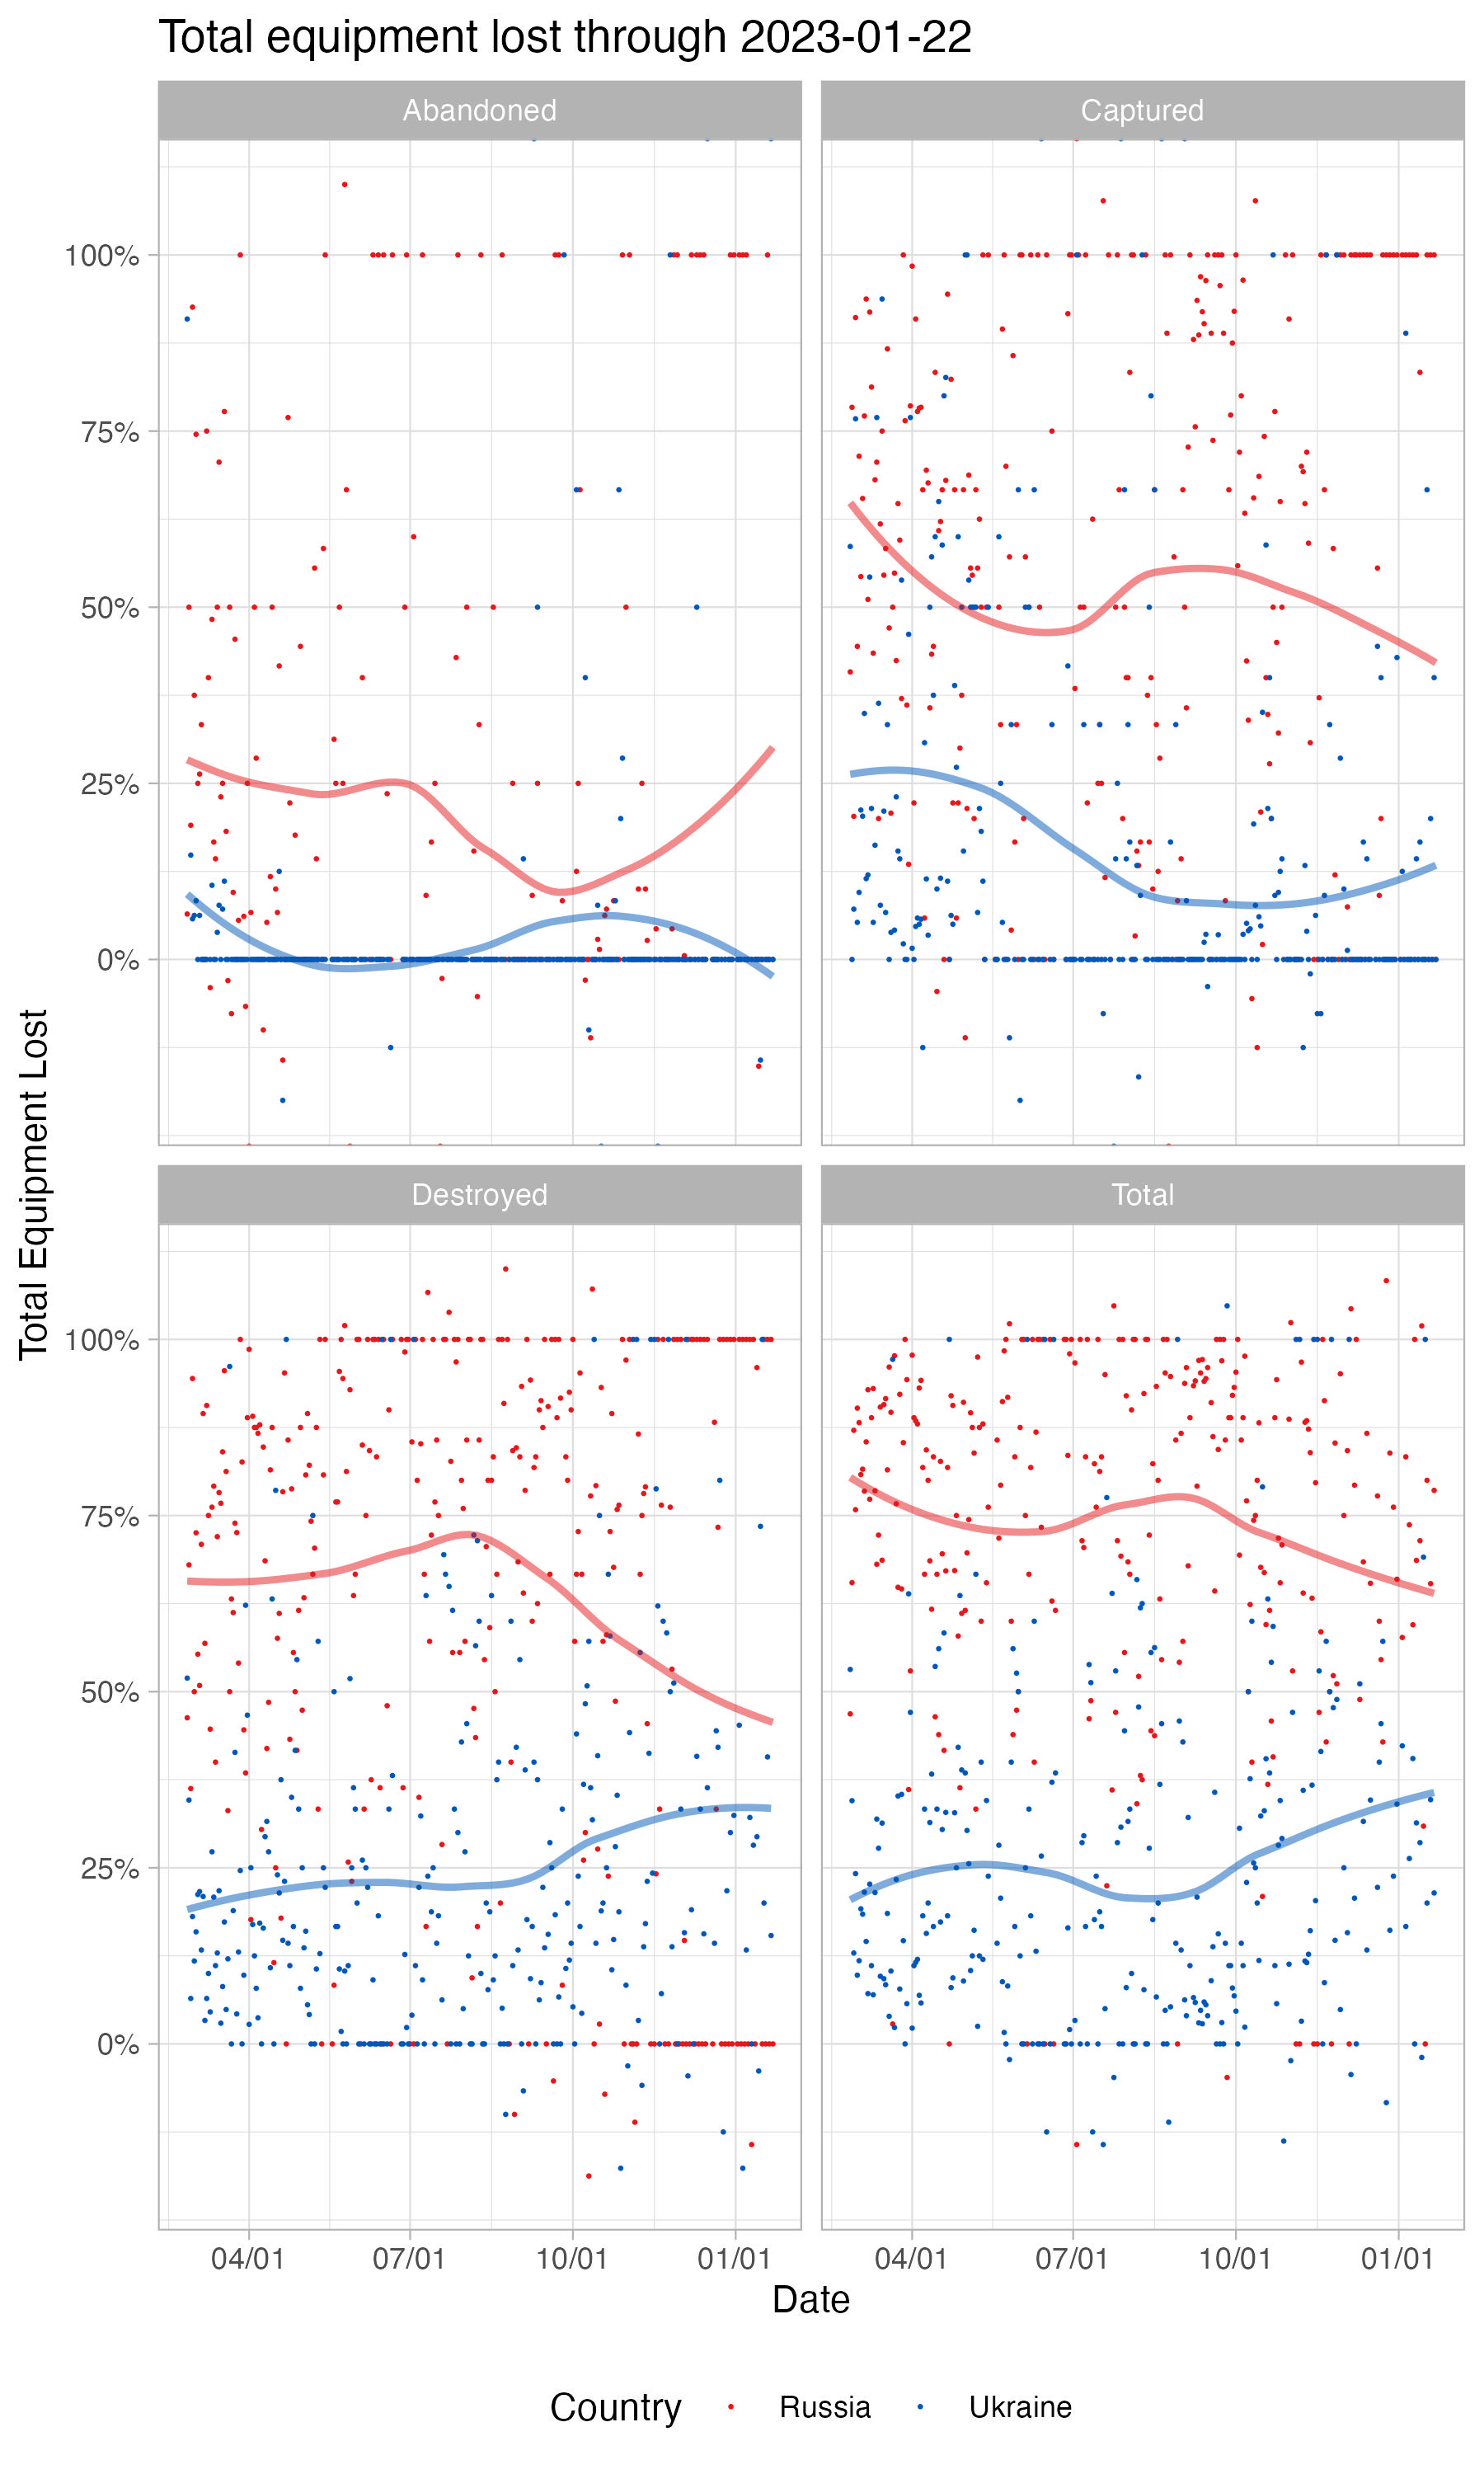 Total equipment lost through 2023-01-22
Abandoned
Captured
100%
75%
50%
25%
0%
Total Equipment Lost
Destroyed
Total
100%
75%
50%
25%
0%
04/01 07/01 10/01 01/01 04/01 07/01 10/01 01/01
Date
Country Russia Ukraine